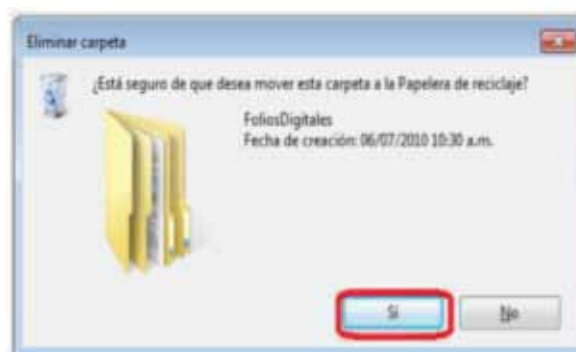 Eliminar carpeta
¿Está seguro de que desea mover esta carpeta a la Papelera de reciclaje?
FoliosDigitales
Fecha de creación: 06/07/2010 10:30 a.m.
Sí
No